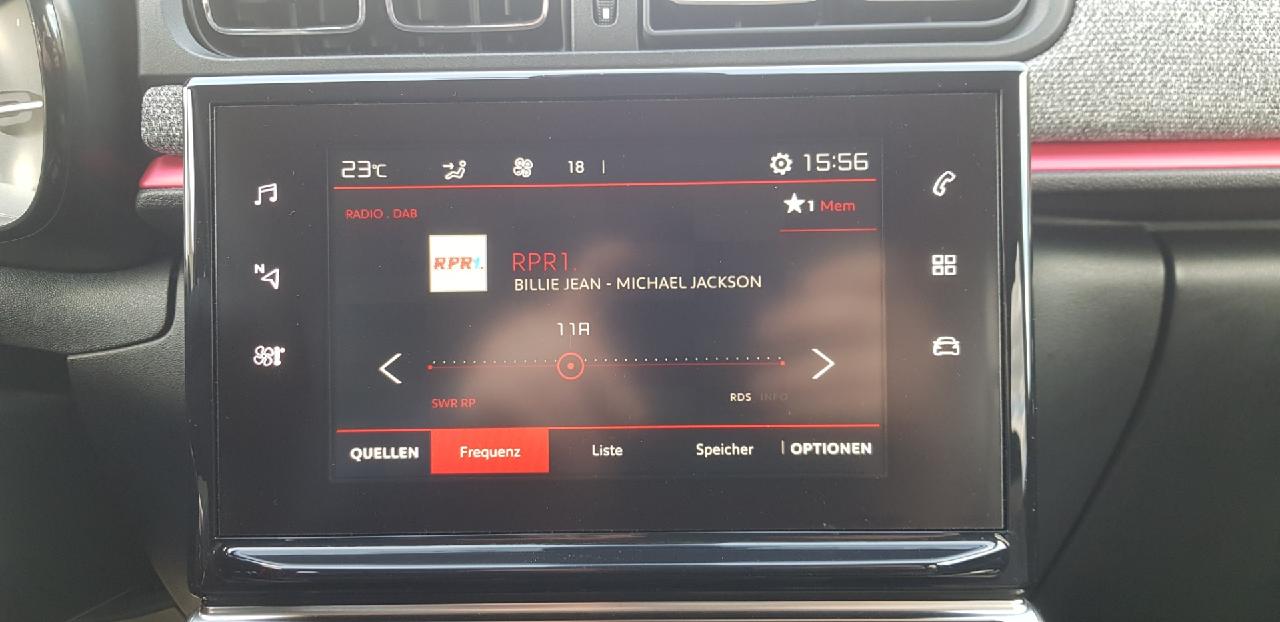 23°C 18 15:56
RADIO . DAB 1 Mem
N
RPR1. RPR1.
BILLIE JEAN - MICHAEL JACKSON
11A
SWR RP RDS INFO
QUELLEN Frequenz Liste Speicher OPTIONEN